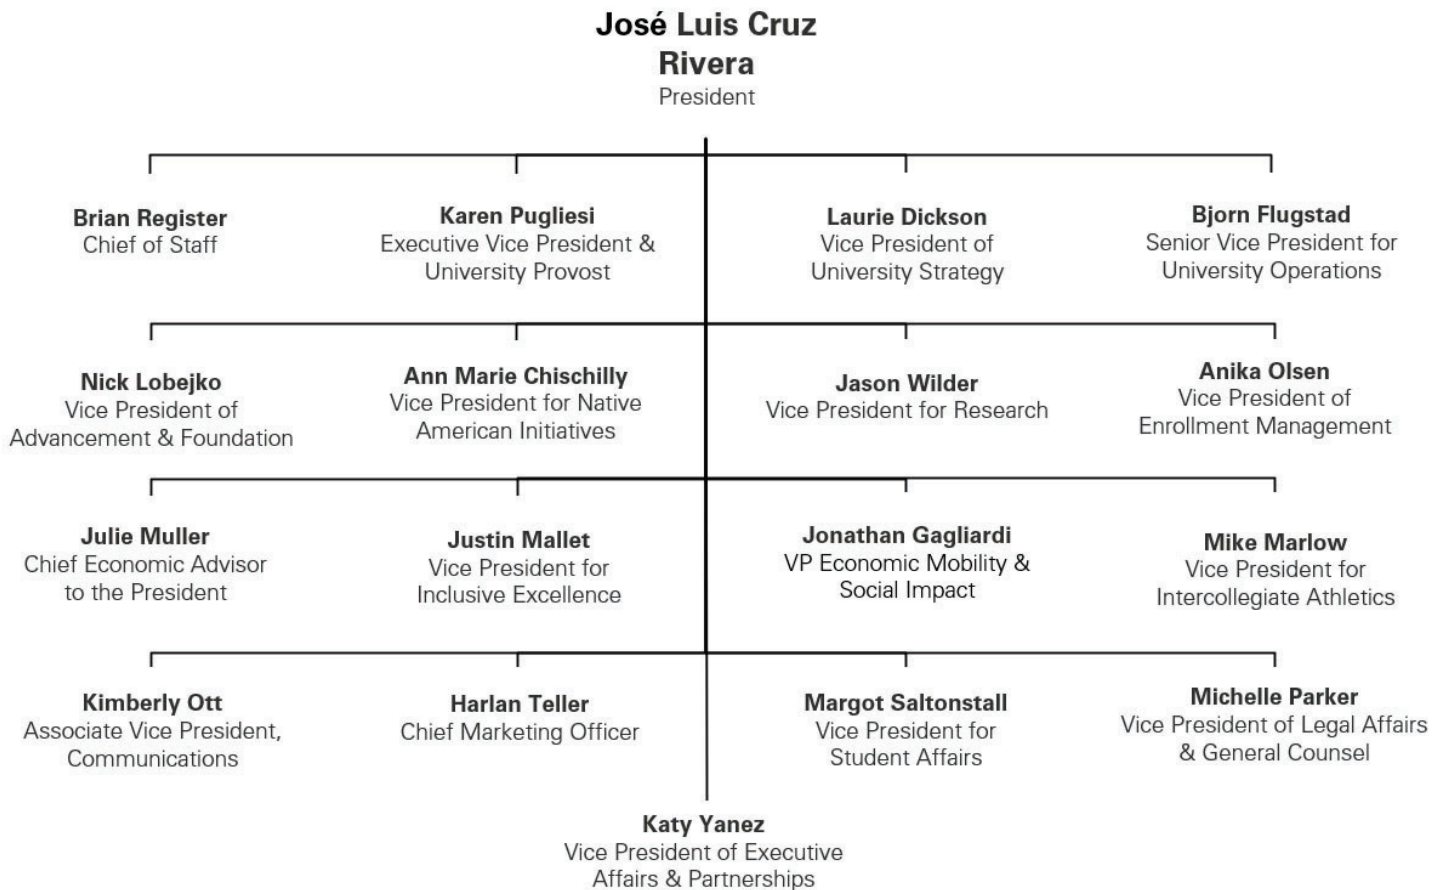 José Luis Cruz
Rivera
President
Brian Register
Chief of Staff
Karen Pugliesi
Executive Vice President &
University Provost
Laurie Dickson
Vice President of
University Strategy
Bjorn Flugstad
Senior Vice President for
University Operations
Nick Lobejko
Vice President of
Advancement & Foundation
Ann Marie Chischilly
Vice President for Native
American Initiatives
Jason Wilder
Vice President for Research
Anika Olsen
Vice President of
Enrollment Management
Julie Muller
Chief Economic Advisor
to the President
Justin Mallet
Vice President for
Inclusive Excellence
Jonathan Gagliardi
VP Economic Mobility &
Social Impact
Mike Marlow
Vice President for
Intercollegiate Athletics
Kimberly Ott
Associate Vice President,
Communications
Harlan Teller
Chief Marketing Officer
Margot Saltonstall
Vice President for
Student Affairs
Michelle Parker
Vice President of Legal Affairs
& General Counsel
Katy Yanez
Vice President of Executive
Affairs & Partnerships